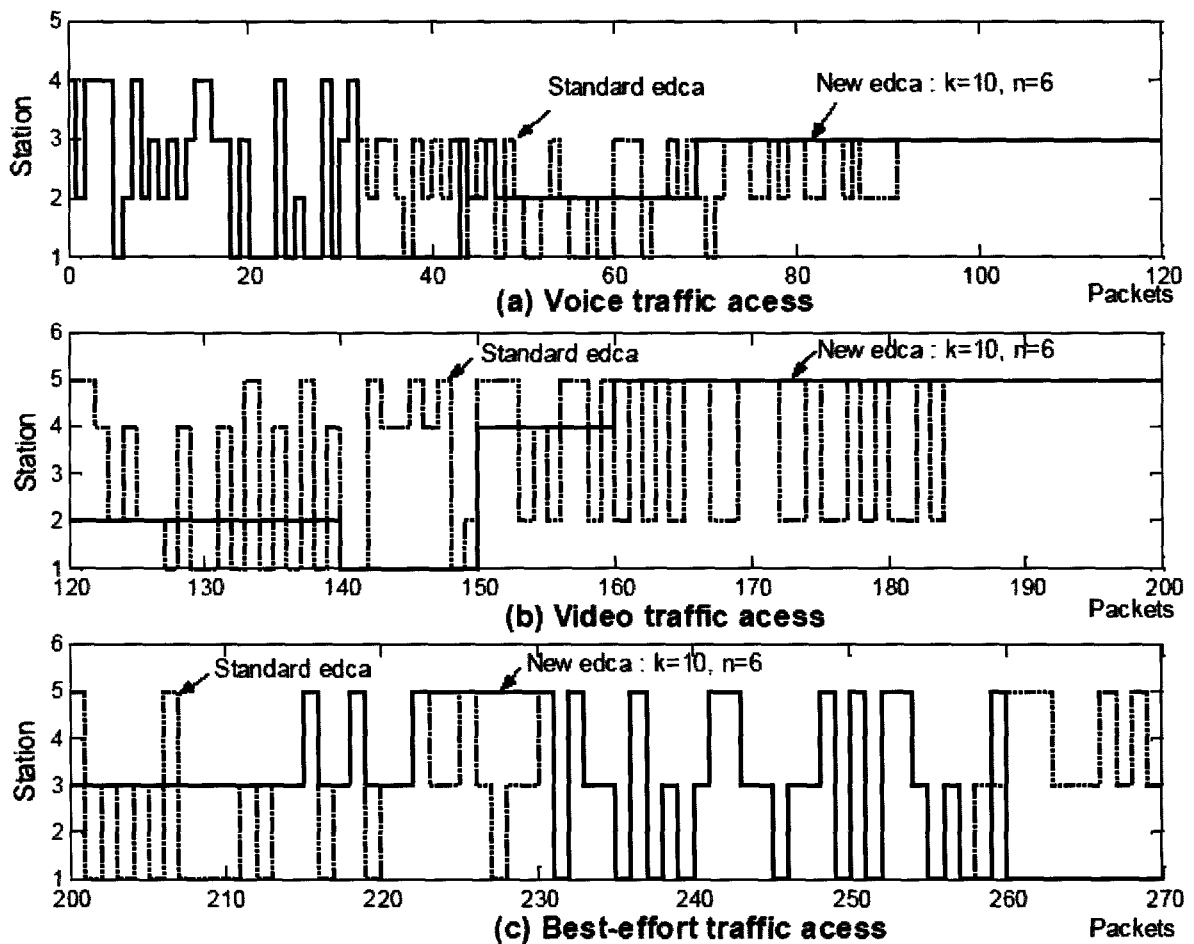 5
4
3
2
1
Station
Standard edca
New edca : k=10, n=6
0 20 40 60 80 100 120
(a) Voice traffic acess
Packets
6
5
4
3
2
1
Station
Standard edca
New edca : k=10, n=6
120 130 140 150 160 170 180 190 200
(b) Video traffic acess
Packets
6
5
4
3
2
1
Station
Standard edca
New edca : k=10, n=6
200 210 220 230 240 250 260 270
(c) Best-effort traffic acess
Packets